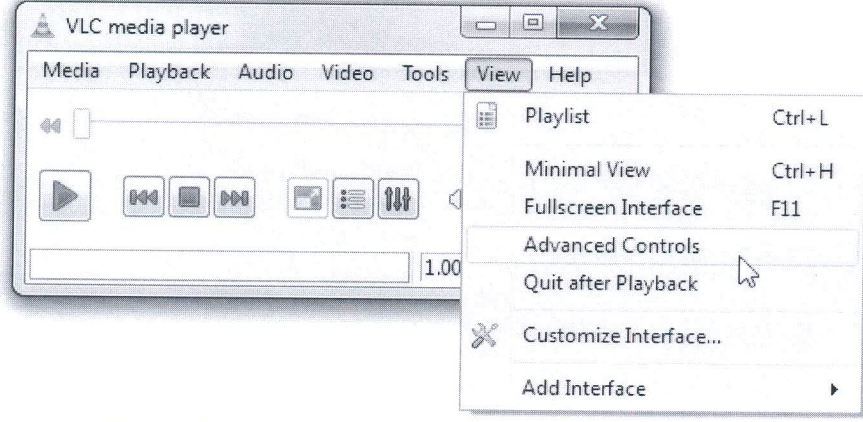 VLC media player
Media Playback Audio Video Tools View Help
Playlist Ctrl+L
Minimal View Ctrl+H
Fullscreen Interface F11
Advanced Controls
Quit after Playback
1.00
Customize Interface...
Add Interface